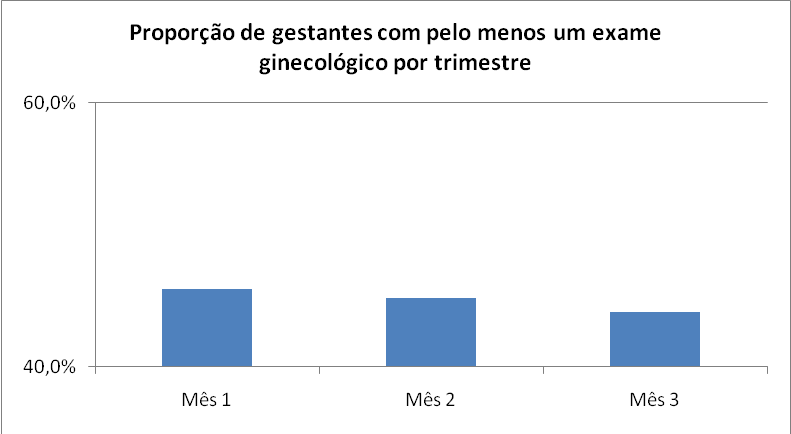 Proporção de gestantes com pelo menos um exame
ginecológico por trimestre
60,0%
40,0%
Mês 1
Mês 2
Mês 3